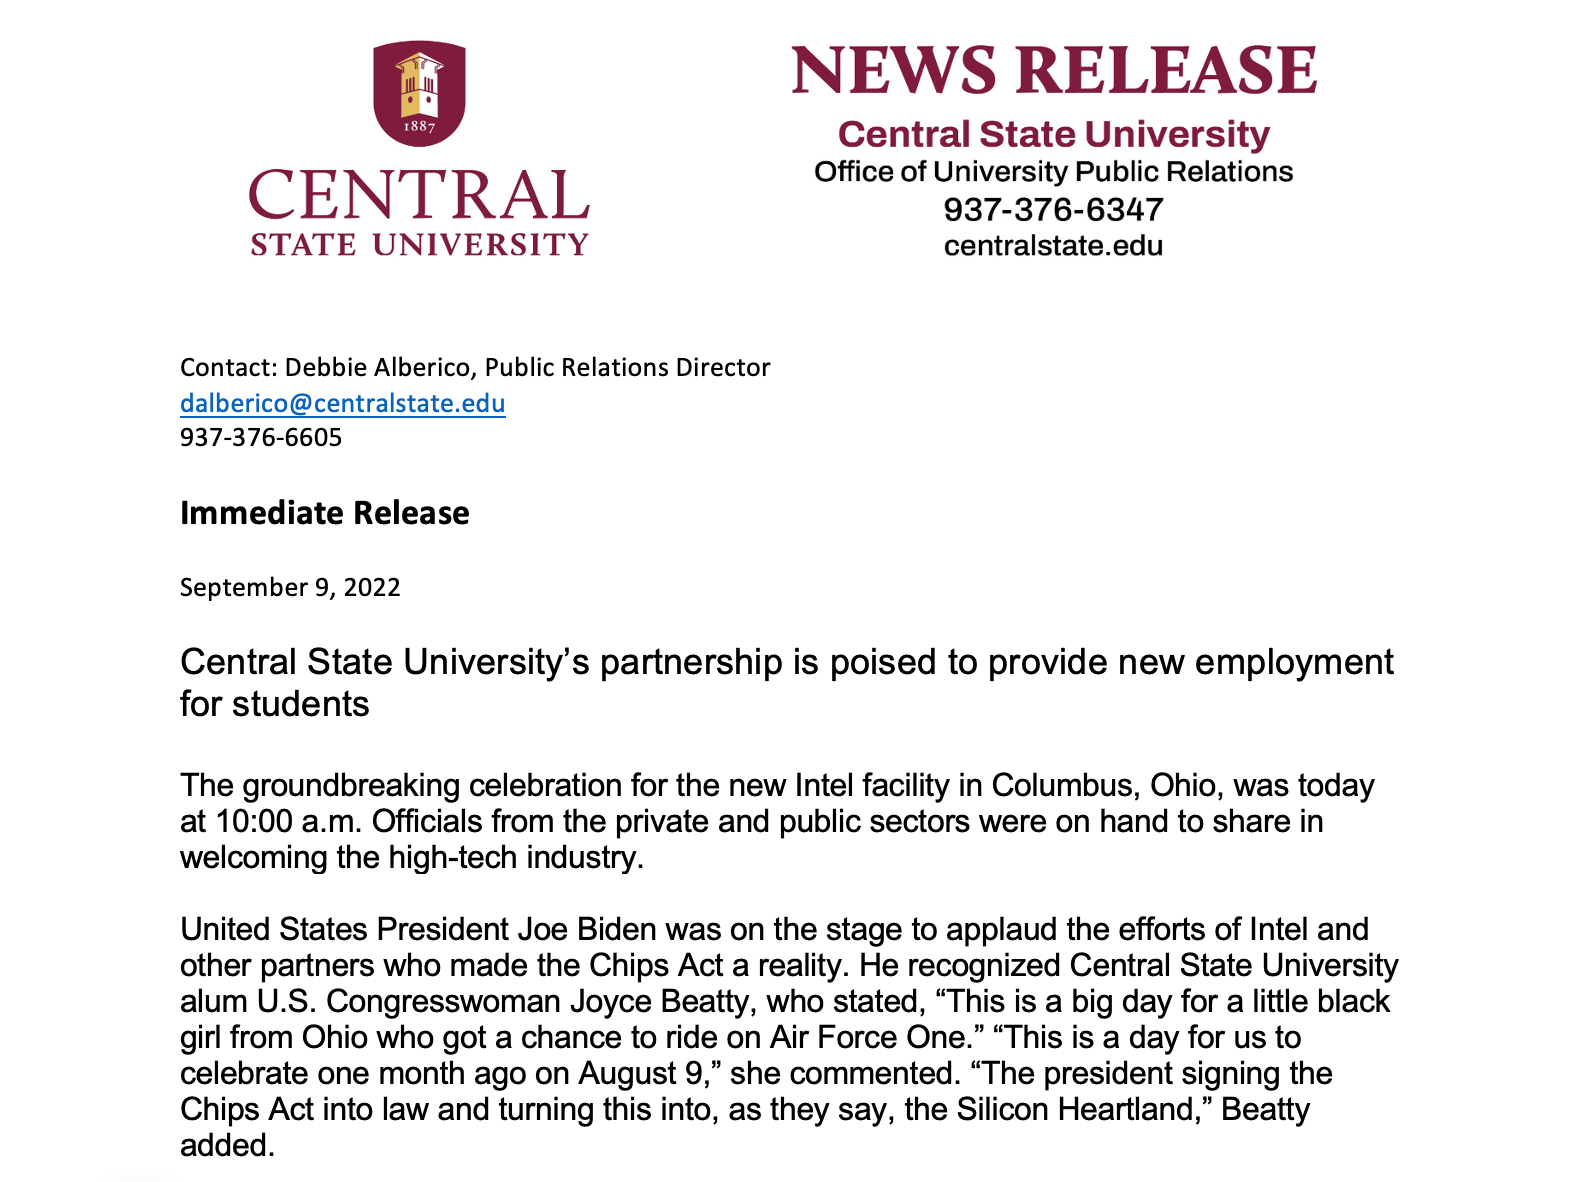 1887
CENTRAL
STATE UNIVERSITY
NEWS RELEASE
Central State University
Office of University Public Relations
937-376-6347
centralstate.edu
Contact: Debbie Alberico, Public Relations Director
dalberico@centralstate.edu
937-376-6605
Immediate Release
September 9, 2022
Central State University’s partnership is poised to provide new employment
for students
The groundbreaking celebration for the new Intel facility in Columbus, Ohio, was today
at 10:00 a.m. Officials from the private and public sectors were on hand to share in
welcoming the high-tech industry.
United States President Joe Biden was on the stage to applaud the efforts of Intel and
other partners who made the Chips Act a reality. He recognized Central State University
alum U.S. Congresswoman Joyce Beatty, who stated, “This is a big day for a little black
girl from Ohio who got a chance to ride on Air Force One.” “This is a day for us to
celebrate one month ago on August 9,” she commented. “The president signing the
Chips Act into law and turning this into, as they say, the Silicon Heartland,” Beatty
added.